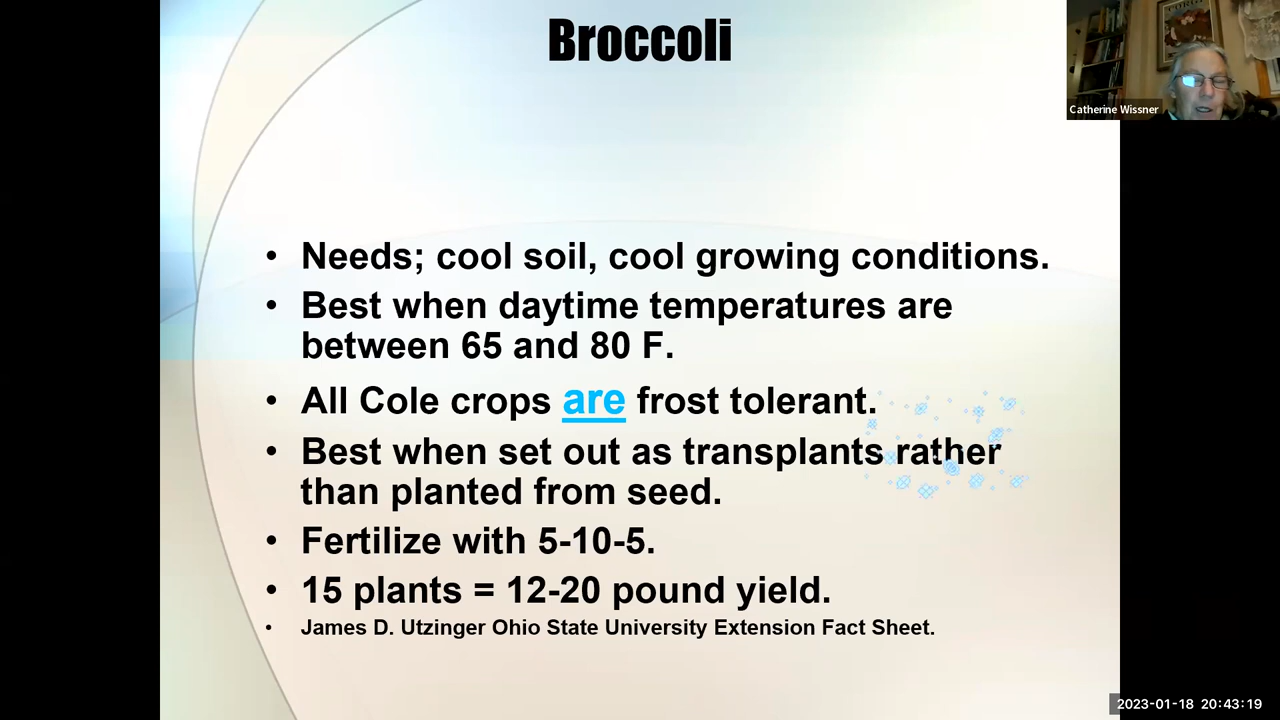 Broccoli
CORGI
Catherine Wissner
• Needs; cool soil, cool growing conditions.
• Best when daytime temperatures are
between 65 and 80 F.
• All Cole crops are frost tolerant.
• Best when set out as transplants rather
than planted from seed.
• Fertilize with 5-10-5.
• 15 plants = 12-20 pound yield.
• James D. Utzinger Ohio State University Extension Fact Sheet.
2023-01-18 20:43:19